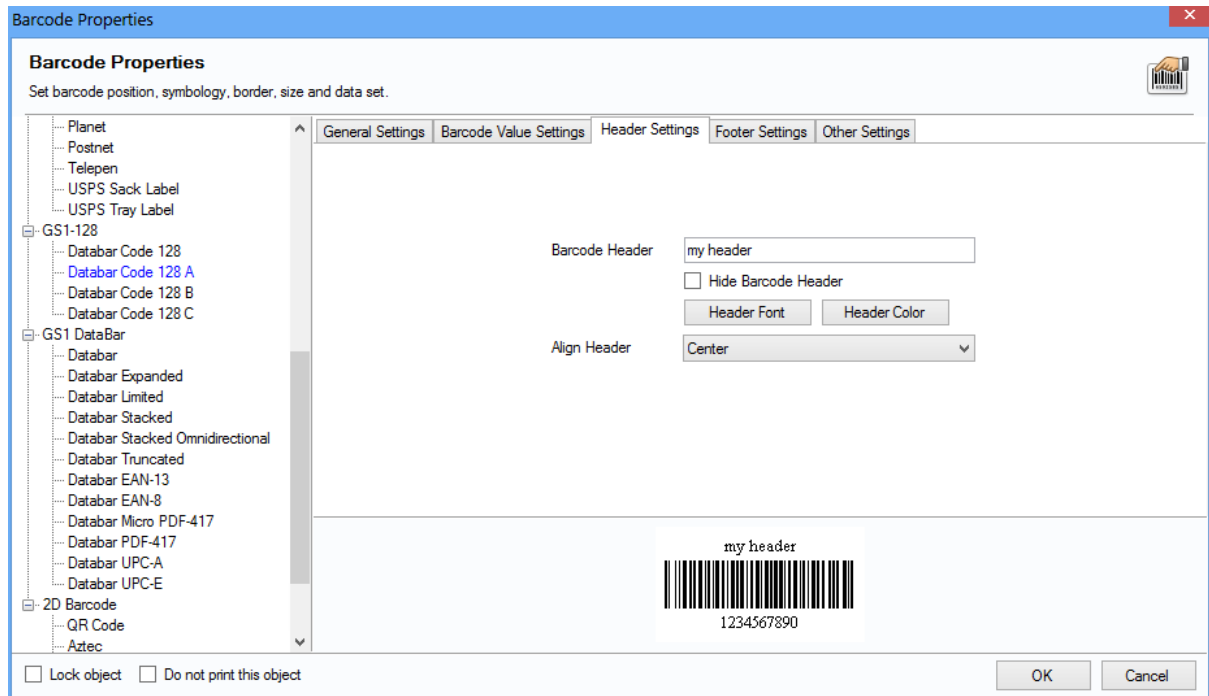 Barcode Properties
Barcode Properties
Set barcode position, symbology, border, size and data set.
Planet
Postnet
Telepen
USPS Sack Label
USPS Tray Label
GS1-128
Databar Code 128
Databar Code 128 A
Databar Code 128 B
Databar Code 128 C
GS1 DataBar
Databar
Databar Expanded
Databar Limited
Databar Stacked
Databar Stacked Omnidirectional
Databar Truncated
Databar EAN-13
Databar EAN-8
Databar Micro PDF-417
Databar PDF-417
Databar UPC-A
Databar UPC-E
2D Barcode
QR Code
Aztec
General Settings Barcode Value Settings Header Settings Footer Settings Other Settings
Barcode Header my header
Hide Barcode Header
Header Font Header Color
Align Header Center
my header
1234567890
Lock object Do not print this object OK Cancel